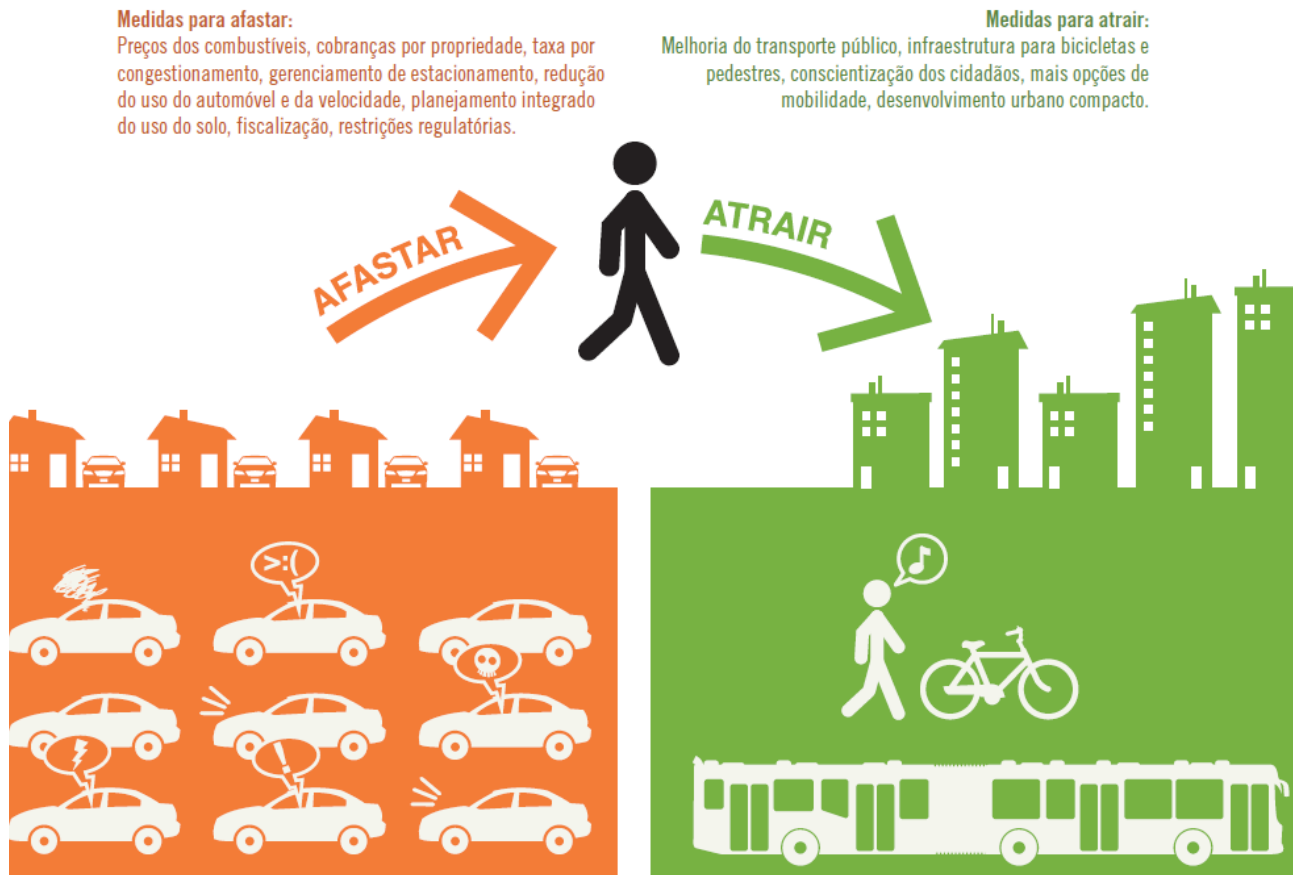 Medidas para afastar:
Preços dos combustíveis, cobranças por propriedade, taxa por
congestionamento, gerenciamento de estacionamento, redução
do uso do automóvel e da velocidade, planejamento integrado
do uso do solo, fiscalização, restrições regulatórias.
Medidas para atrair:
Melhoria do transporte público, infraestrutura para bicicletas e
pedestres, conscientização dos cidadãos, mais opções de
mobilidade, desenvolvimento urbano compacto.
AFASTAR
ATRAIR
>:(
!